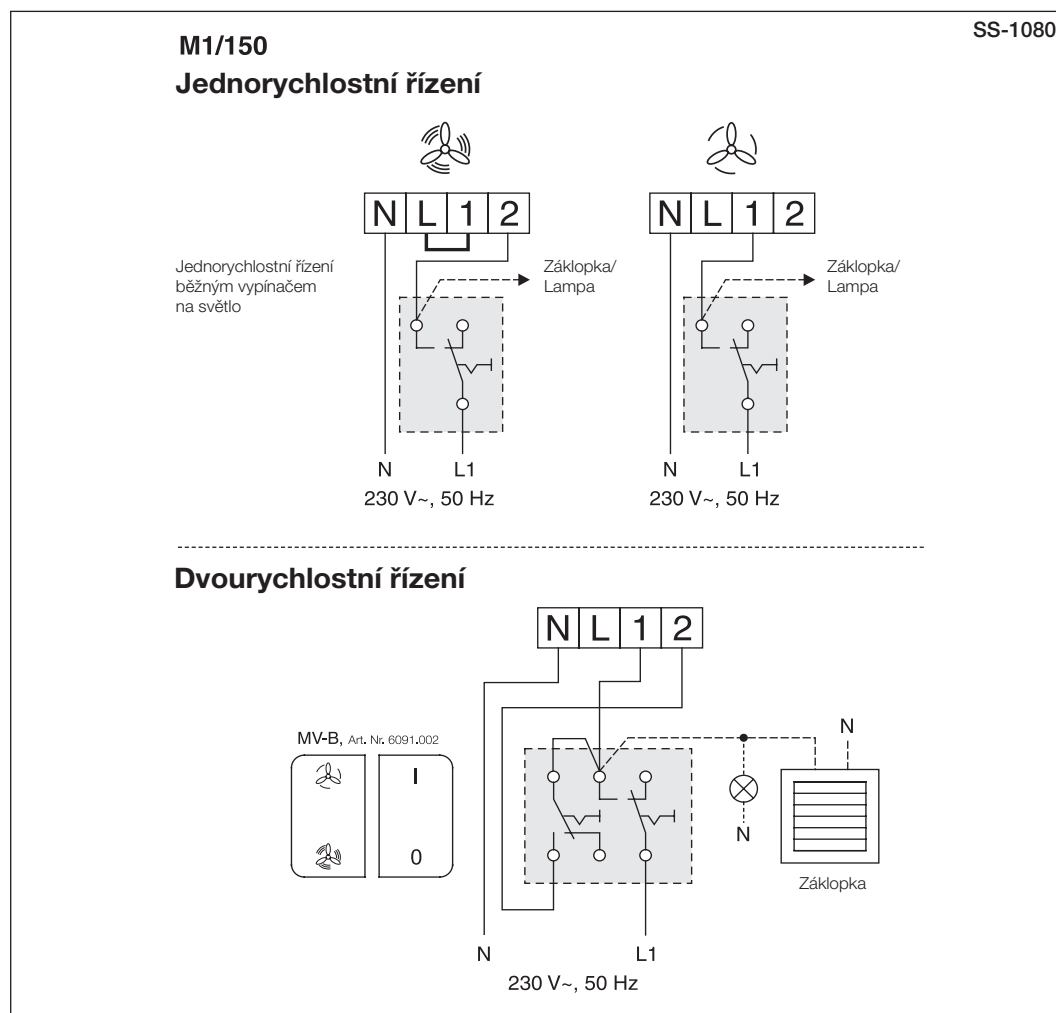 SS-1080
M1/150
Jednorychlostní řízení
N L 1 2
N L 1 2
Jednorychlostní řízení
běžným vypínačem
na světlo
Záklopka/
Lampa
Záklopka/
Lampa
N L1
230 V~, 50 Hz
N L1
230 V~, 50 Hz
Dvourychlostní řízení
N L 1 2
MV-B, Art. Nr. 6091.002
I
0
N
N
Záklopka
N L1
230 V~, 50 Hz